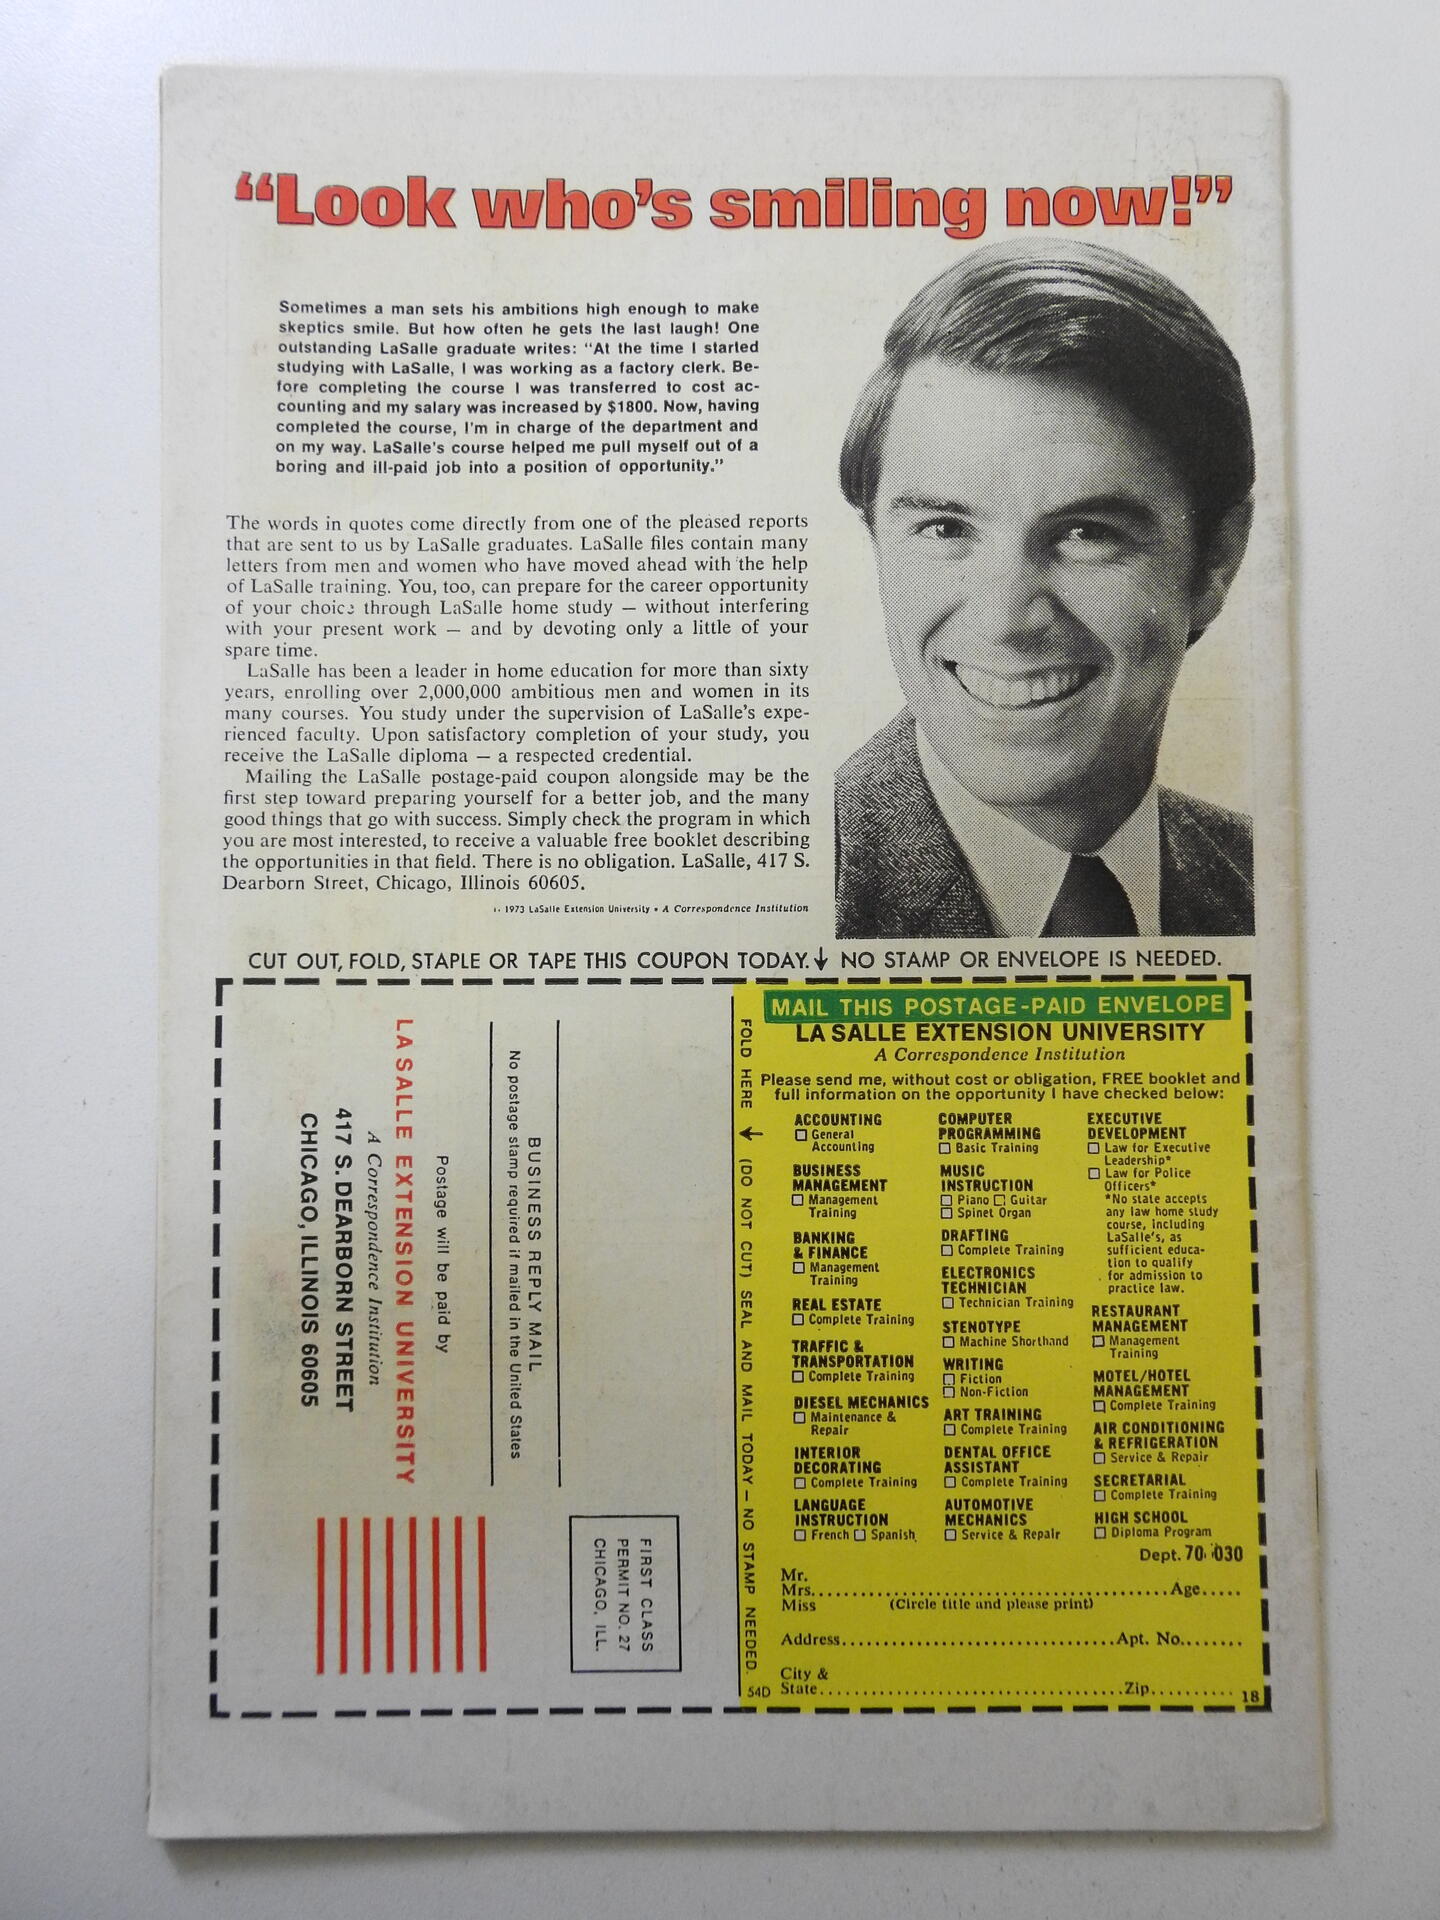 “Look who’s smiling now!”
Sometimes a man sets his ambitions high enough to make
skeptics smile. But how often he gets the last laugh! One
outstanding LaSalle graduate writes: “At the time I started
studying with LaSalle, I was working as a factory clerk. Be-
fore completing the course I was transferred to cost ac-
counting and my salary was increased by $1800. Now, having
completed the course, I’m in charge of the department and
on my way. LaSalle’s course helped me pull myself out of a
boring and ill-paid job into a position of opportunity.”
The words in quotes come directly from one of the pleased reports
that are sent to us by LaSalle graduates. LaSalle files contain many
letters from men and women who have moved ahead with the help
of LaSalle training. You, too, can prepare for the career opportunity
of your choice through LaSalle home study — without interfering
with your present work — and by devoting only a little of your
spare time.
LaSalle has been a leader in home education for more than sixty
years, enrolling over 2,000,000 ambitious men and women in its
many courses. You study under the supervision of LaSalle’s expe-
rienced faculty. Upon satisfactory completion of your study, you
receive the LaSalle diploma — a respected credential.
Mailing the LaSalle postage-paid coupon alongside may be the
first step toward preparing yourself for a better job, and the many
good things that go with success. Simply check the program in which
you are most interested, to receive a valuable free booklet describing
the opportunities in that field. There is no obligation. LaSalle, 417 S.
Dearborn Street, Chicago, Illinois 60605.
1973 LaSalle Extension University • A Correspondence Institution
CUT OUT, FOLD, STAPLE OR TAPE THIS COUPON TODAY. ↓ NO STAMP OR ENVELOPE IS NEEDED.
FIRST CLASS
PERMIT NO. 27
CHICAGO, ILL.
BUSINESS REPLY MAIL
No postage stamp required if mailed in the United States
Postage will be paid by
LA SALLE EXTENSION UNIVERSITY
A Correspondence Institution
417 S. DEARBORN STREET
CHICAGO, ILLINOIS 60605
FOLD HERE ↓ (DO NOT CUT) SEAL AND MAIL TODAY — NO STAMP NEEDED.
MAIL THIS POSTAGE-PAID ENVELOPE
LA SALLE EXTENSION UNIVERSITY
A Correspondence Institution
Please send me, without cost or obligation, FREE booklet and
full information on the opportunity I have checked below:
ACCOUNTING
☐ General
Accounting
BUSINESS
MANAGEMENT
☐ Management
Training
BANKING
& FINANCE
☐ Management
Training
REAL ESTATE
☐ Complete Training
TRAFFIC &
TRANSPORTATION
☐ Complete Training
DIESEL MECHANICS
☐ Maintenance &
Repair
INTERIOR
DECORATING
☐ Complete Training
LANGUAGE
INSTRUCTION
☐ French ☐ Spanish
COMPUTER
PROGRAMMING
☐ Basic Training
MUSIC
INSTRUCTION
☐ Piano ☐ Guitar
☐ Spinet Organ
DRAFTING
☐ Complete Training
ELECTRONICS
TECHNICIAN
☐ Technician Training
STENOTYPE
☐ Machine Shorthand
WRITING
☐ Fiction
☐ Non-Fiction
ART TRAINING
☐ Complete Training
DENTAL OFFICE
ASSISTANT
☐ Complete Training
AUTOMOTIVE
MECHANICS
☐ Service & Repair
EXECUTIVE
DEVELOPMENT
☐ Law for Executive
Leadership*
☐ Law for Police
Officers*
*No state accepts
any law home study
course, including
LaSalle’s, as
sufficient educa-
tion to qualify
for admission to
practice law.
RESTAURANT
MANAGEMENT
☐ Management
Training
MOTEL/HOTEL
MANAGEMENT
☐ Complete Training
AIR CONDITIONING
& REFRIGERATION
☐ Service & Repair
SECRETARIAL
☐ Complete Training
HIGH SCHOOL
☐ Diploma Program
Dept. 70-030
Mr.
Mrs. Age
Miss (Circle title and please print)
Address Apt. No.
City &
State Zip
54D
18